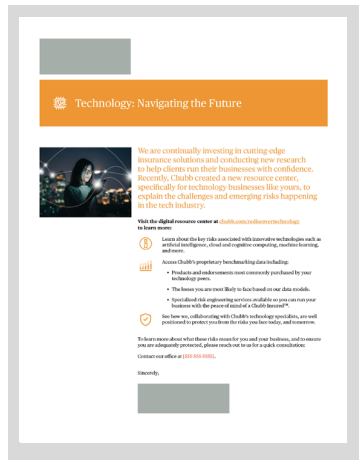 Technology: Navigating the Future
We are continually investing in cutting-edge
insurance solutions and conducting new research
to help clients run their businesses with confidence.
Recently, Chubb created a new resource center,
specifically for technology businesses like yours, to
explain the challenges and emerging risks happening
in the tech industry.
Visit the digital resource center at chubb.com/rediscovertechnology
to learn more:
Learn about the key risks associated with innovative technologies such as
artificial intelligence, cloud and cognitive computing, machine learning,
and more.
Access Chubb's proprietary benchmarking data including:
• Products and endorsements most commonly purchased by your
technology peers.
• The losses you are most likely to face based on our data models.
• Specialized risk engineering services available so you can run your
business with the peace of mind of a Chubb Insured℠.
See how we, collaborating with Chubb's technology specialists, are well
positioned to protect you from the risks you face today, and tomorrow.
To learn more about what these risks mean for you and your business, and to ensure
you are adequately protected, please reach out to us for a quick consultation:
Contact our office at
Sincerely,